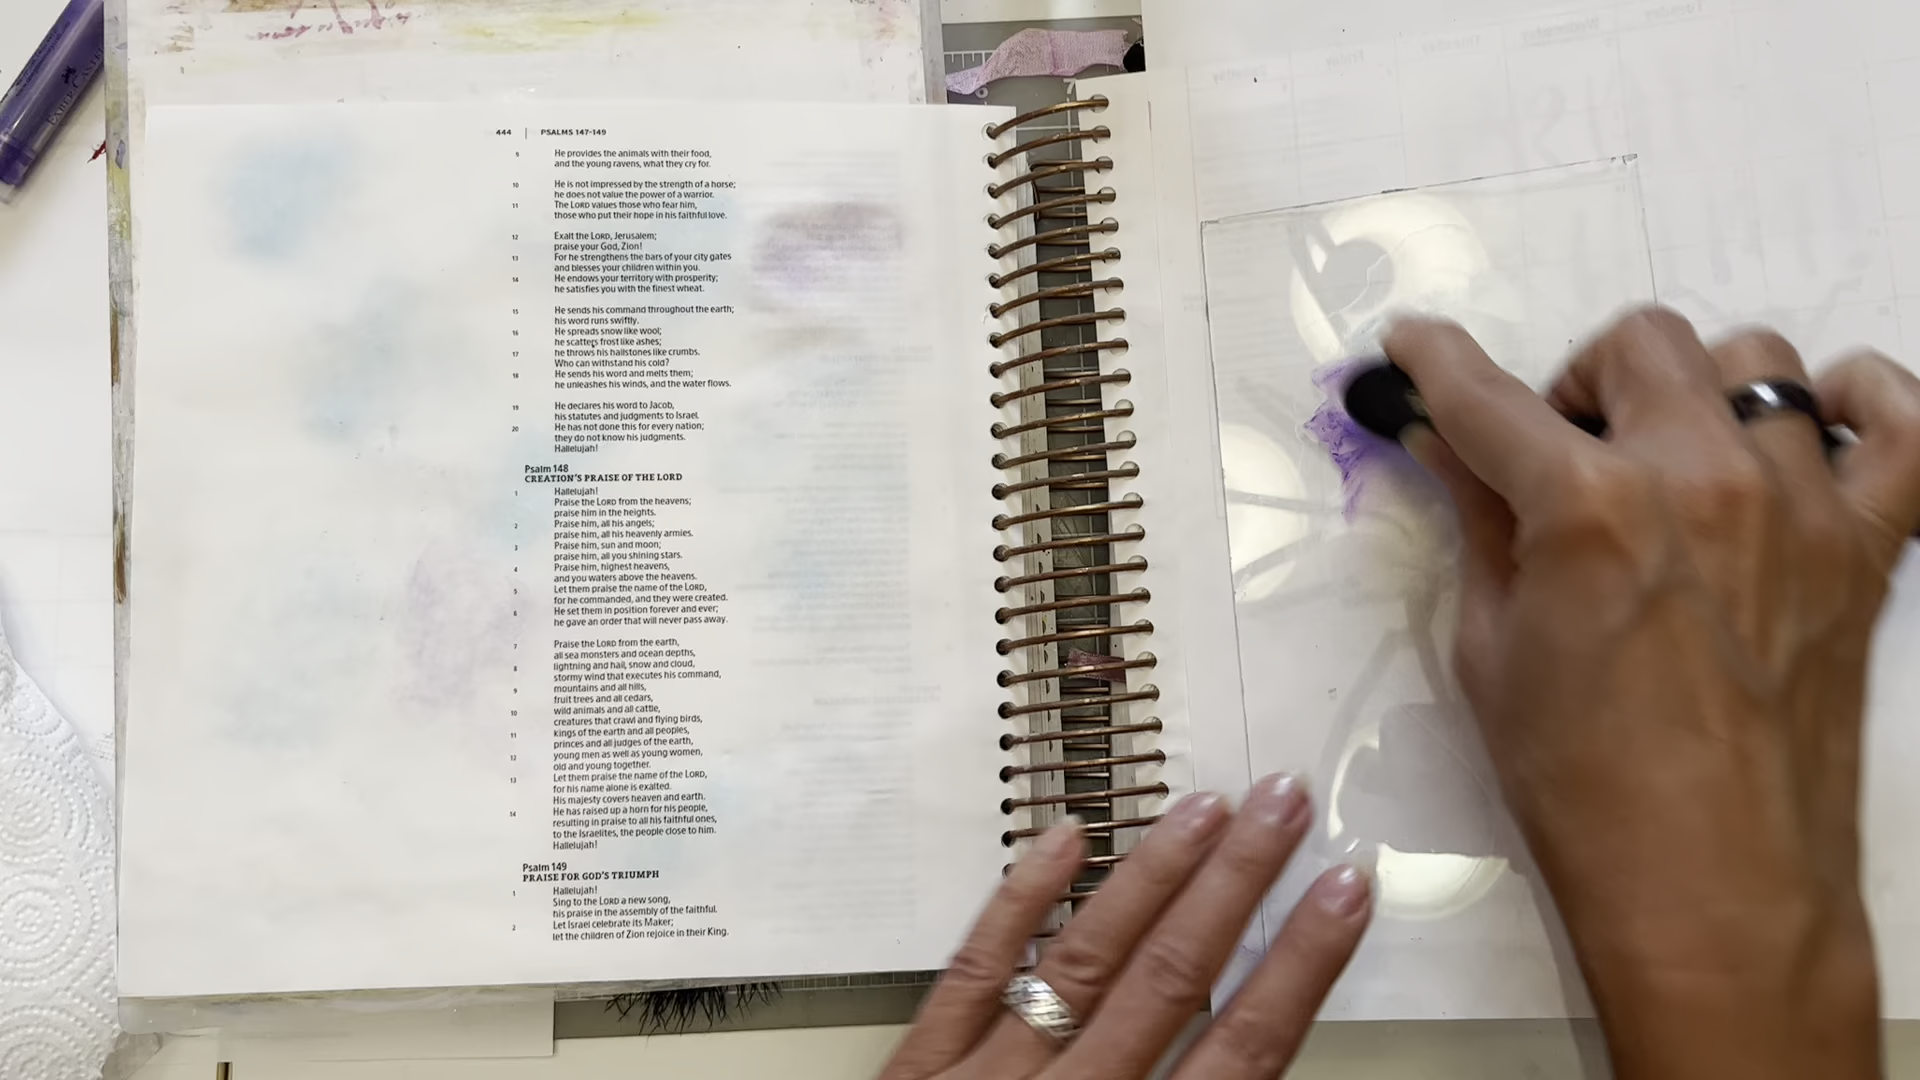 444 | PSALMS 147-149
9 He provides the animals with their food,
and the young ravens, what they cry for.
10 He is not impressed by the strength of a horse;
he does not value the power of a warrior.
11 The LORD values those who fear him,
those who put their hope in his faithful love.
12 Exalt the LORD, Jerusalem;
praise your God, Zion!
13 For he strengthens the bars of your city gates
and blesses your children within you.
14 He endows your territory with prosperity;
he satisfies you with the finest wheat.
15 He sends his command throughout the earth;
his word runs swiftly.
16 He spreads snow like wool;
he scatters frost like ashes;
17 he throws his hailstones like crumbs.
Who can withstand his cold?
18 He sends his word and melts them;
he unleashes his winds, and the water flows.
19 He declares his word to Jacob,
his statutes and judgments to Israel.
20 He has not done this for every nation;
they do not know his judgments.
Hallelujah!
Psalm 148
CREATION'S PRAISE OF THE LORD
1 Hallelujah!
Praise the LORD from the heavens;
praise him in the heights.
2 Praise him, all his angels;
praise him, all his heavenly armies.
3 Praise him, sun and moon;
praise him, all you shining stars.
4 Praise him, highest heavens,
and you waters above the heavens.
5 Let them praise the name of the LORD,
for he commanded, and they were created.
6 He set them in position forever and ever;
he gave an order that will never pass away.
7 Praise the LORD from the earth,
all sea monsters and ocean depths,
8 lightning and hail, snow and cloud,
stormy wind that executes his command,
9 mountains and all hills,
fruit trees and all cedars,
10 wild animals and all cattle,
creatures that crawl and flying birds,
11 kings of the earth and all peoples,
princes and all judges of the earth,
12 young men as well as young women,
old and young together.
13 Let them praise the name of the LORD,
for his name alone is exalted.
His majesty covers heaven and earth.
14 He has raised up a horn for his people,
resulting in praise to all his faithful ones,
to the Israelites, the people close to him.
Hallelujah!
Psalm 149
PRAISE FOR GOD'S TRIUMPH
1 Hallelujah!
Sing to the LORD a new song,
his praise in the assembly of the faithful.
2 Let Israel celebrate its Maker;
let the children of Zion rejoice in their King.